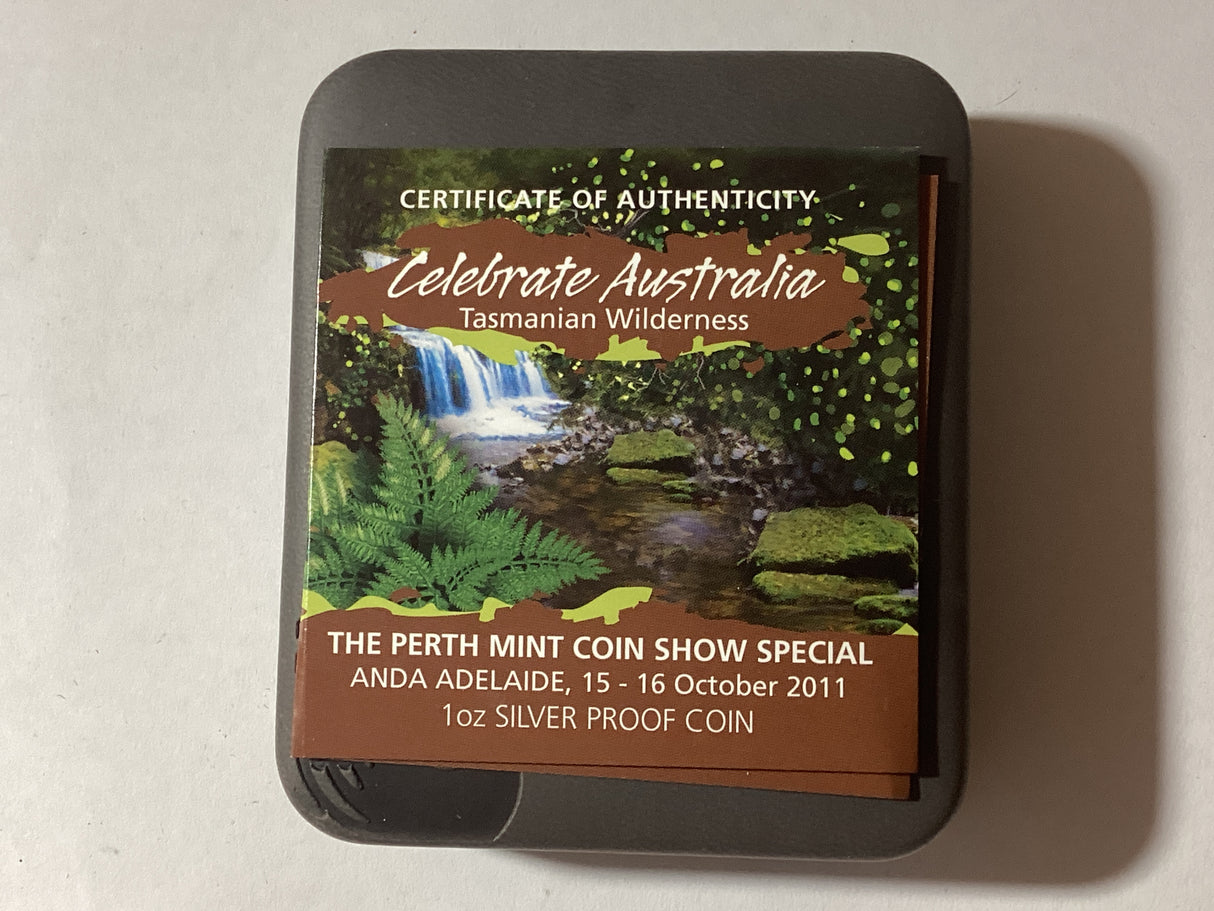 CERTIFICATE OF AUTHENTICITY
Celebrate Australia
Tasmanian Wilderness
THE PERTH MINT COIN SHOW SPECIAL
ANDA ADELAIDE, 15 - 16 October 2011
1oz SILVER PROOF COIN